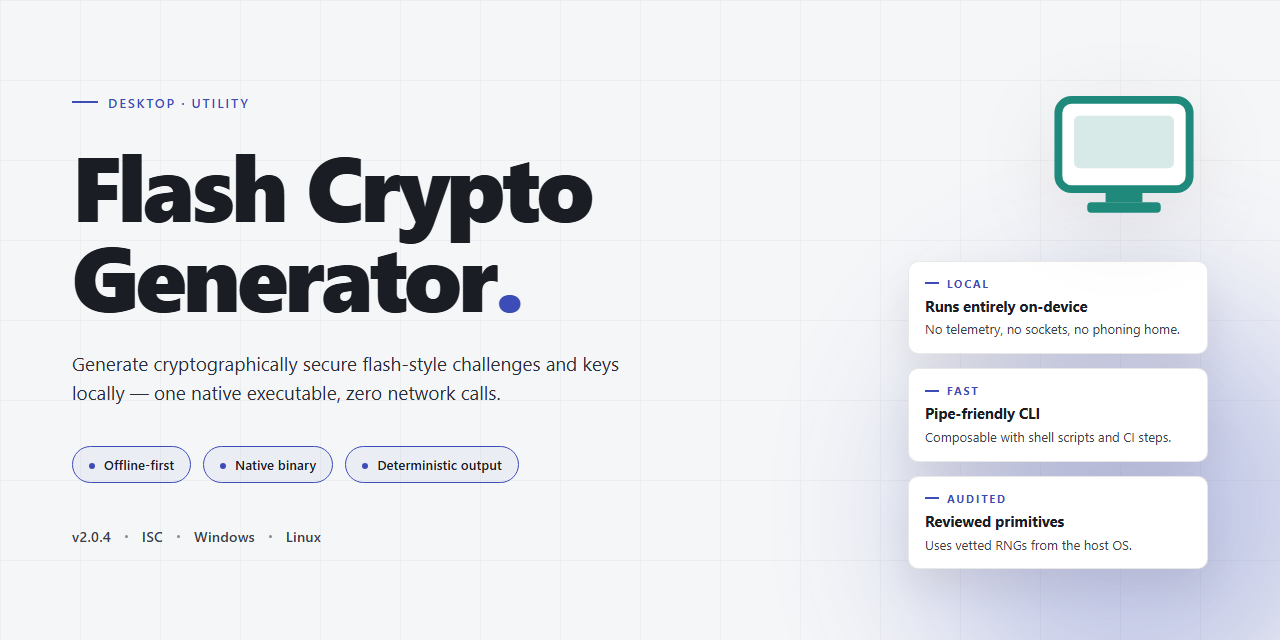 DESKTOP · UTILITY
Flash Crypto
Generator.
Generate cryptographically secure flash-style challenges and keys
locally — one native executable, zero network calls.
Offline-first
Native binary
Deterministic output
v2.0.4 • ISC • Windows • Linux
LOCAL
Runs entirely on-device
No telemetry, no sockets, no phoning home.
FAST
Pipe-friendly CLI
Composable with shell scripts and CI steps.
AUDITED
Reviewed primitives
Uses vetted RNGs from the host OS.